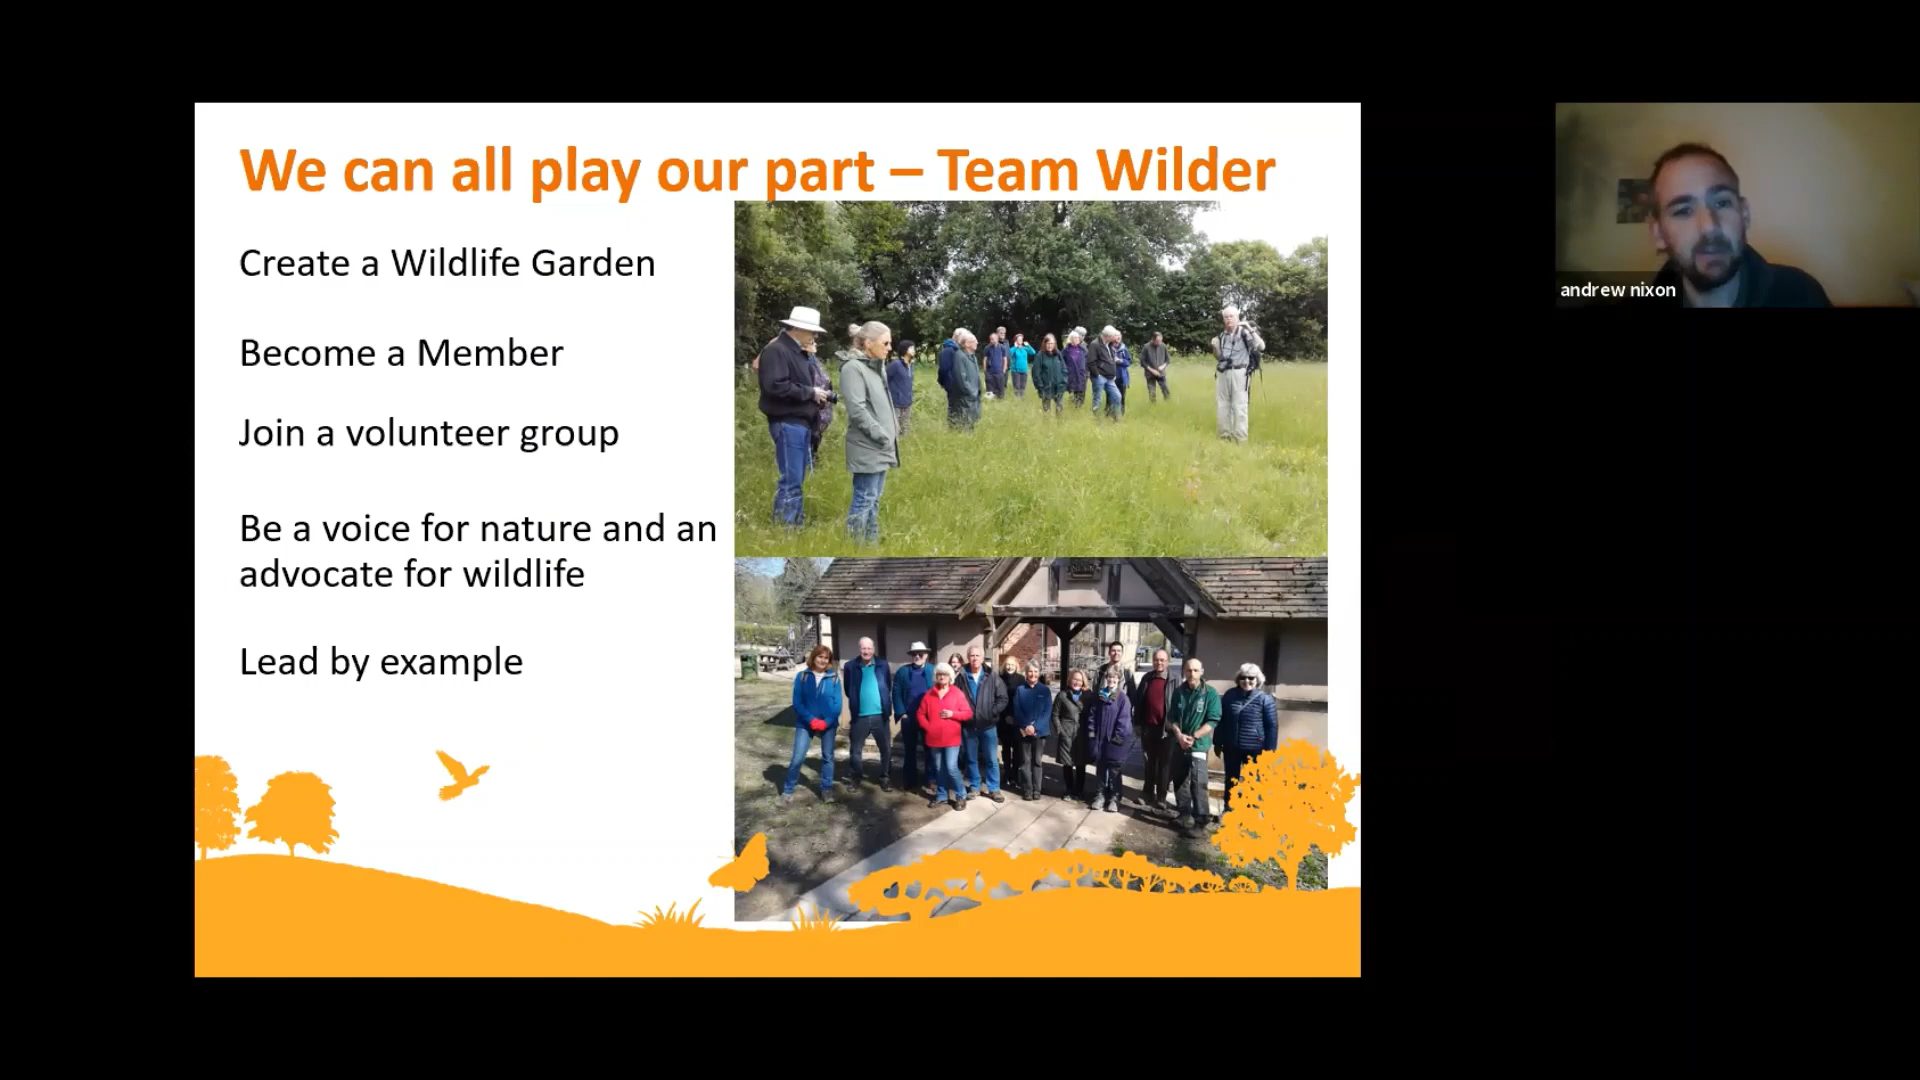 We can all play our part – Team Wilder
Create a Wildlife Garden
Become a Member
Join a volunteer group
Be a voice for nature and an
advocate for wildlife
Lead by example
andrew nixon